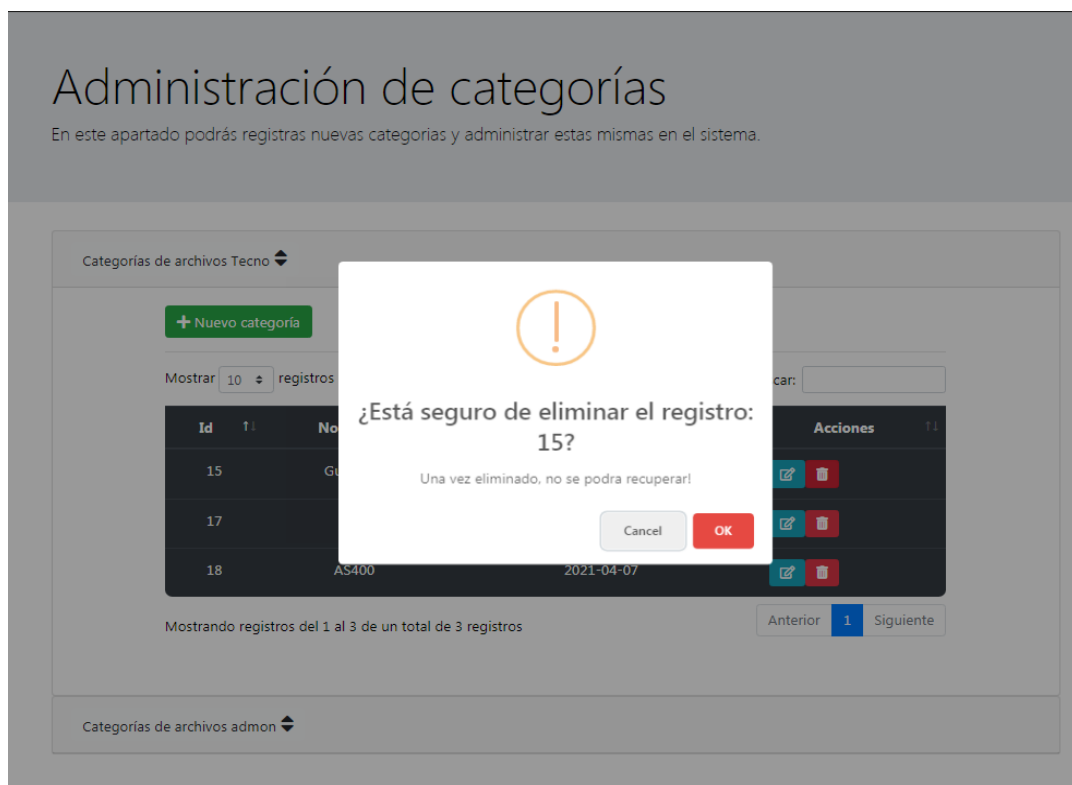 Administración de categorías
En este apartado podrás registras nuevas categorias y administrar estas mismas en el sistema.
Categorías de archivos Tecno
Nuevo categoría
Mostrar 10 registros
car:
Id No Acciones
15 Gu
17
18 AS400 2021-04-07
¿Está seguro de eliminar el registro:
15?
Una vez eliminado, no se podra recuperar!
Cancel OK
Mostrando registros del 1 al 3 de un total de 3 registros
Anterior 1 Siguiente
Categorías de archivos admon